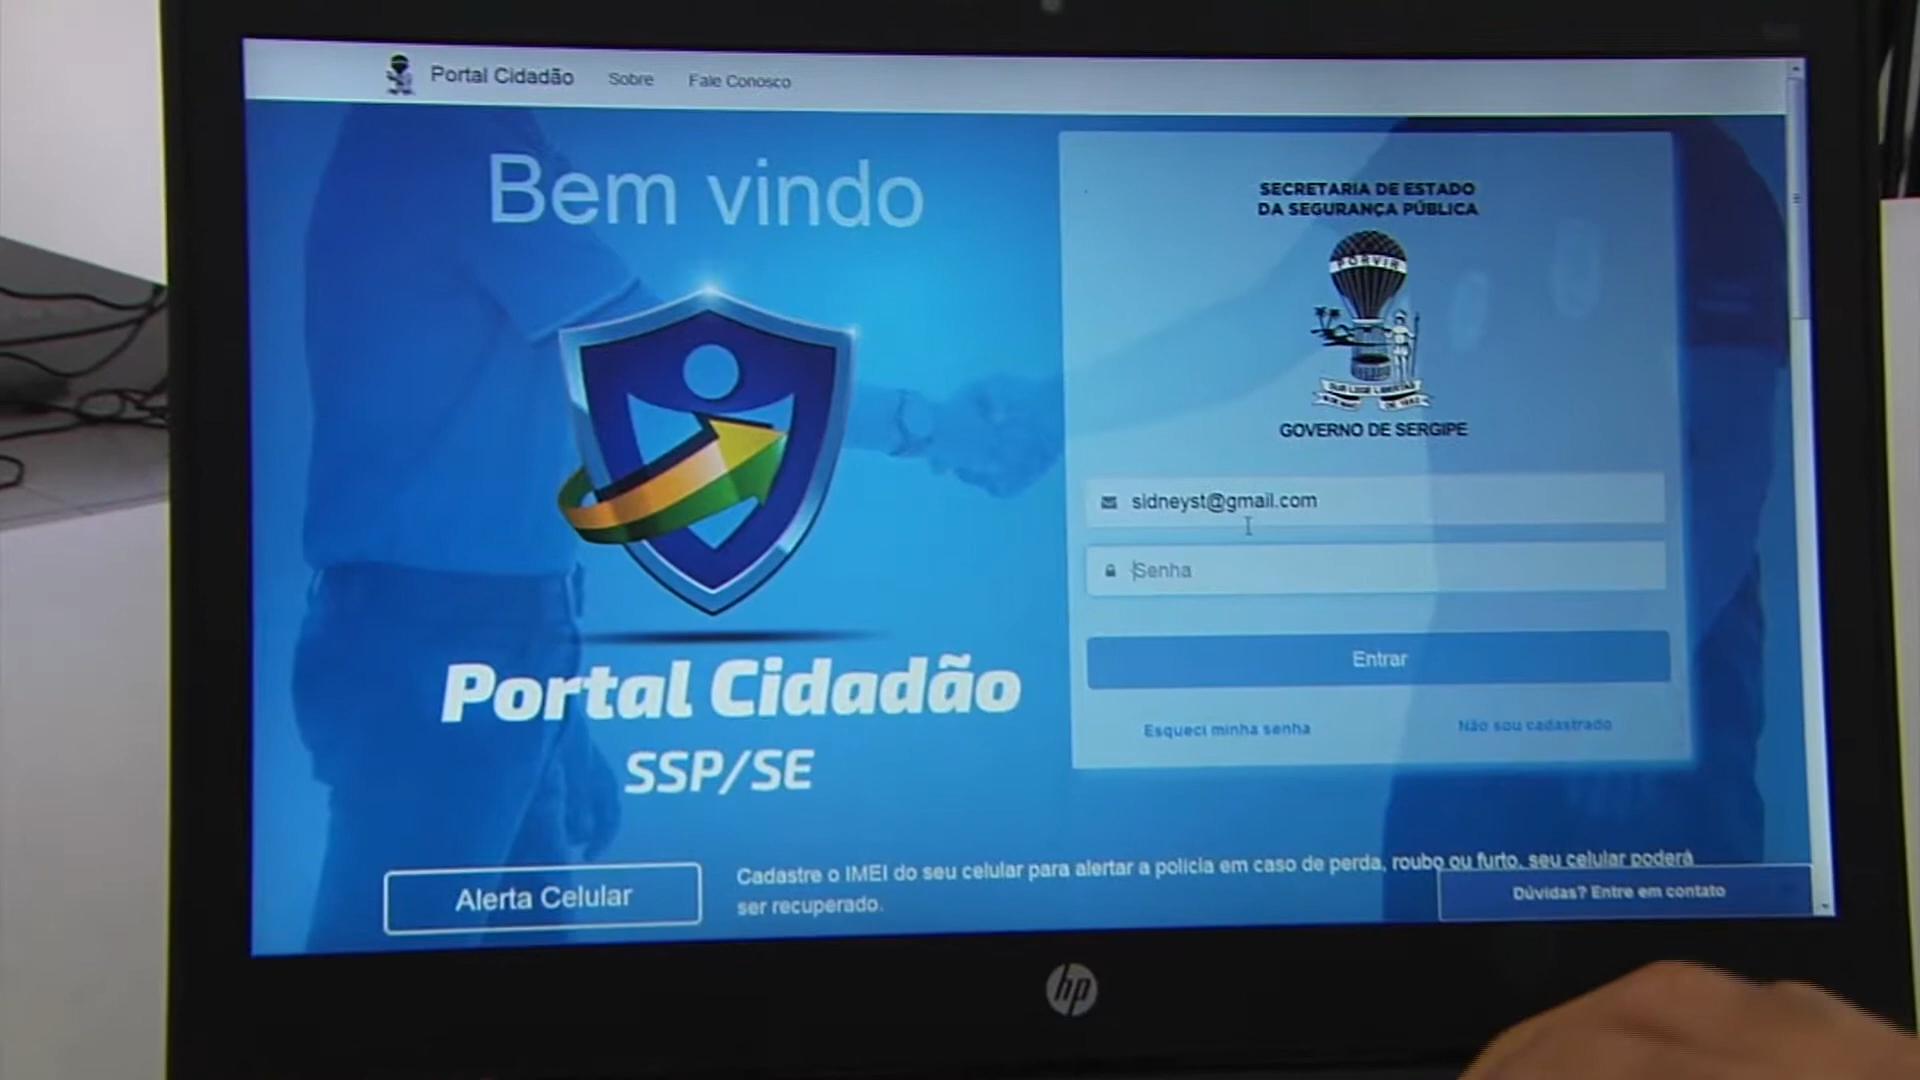 Portal Cidadão Sobre Fale Conosco
Bem vindo
Portal Cidadão
SSP/SE
SECRETARIA DE ESTADO
DA SEGURANÇA PÚBLICA
PORVIR
GOVERNO DE SERGIPE
sidneyst@gmail.com
Senha
Entrar
Esqueci minha senha Não sou cadastrado
Alerta Celular
Cadastre o IMEI do seu celular para alertar a polícia em caso de perda, roubo ou furto, seu celular poderá
ser recuperado.
Dúvidas? Entre em contato
hp